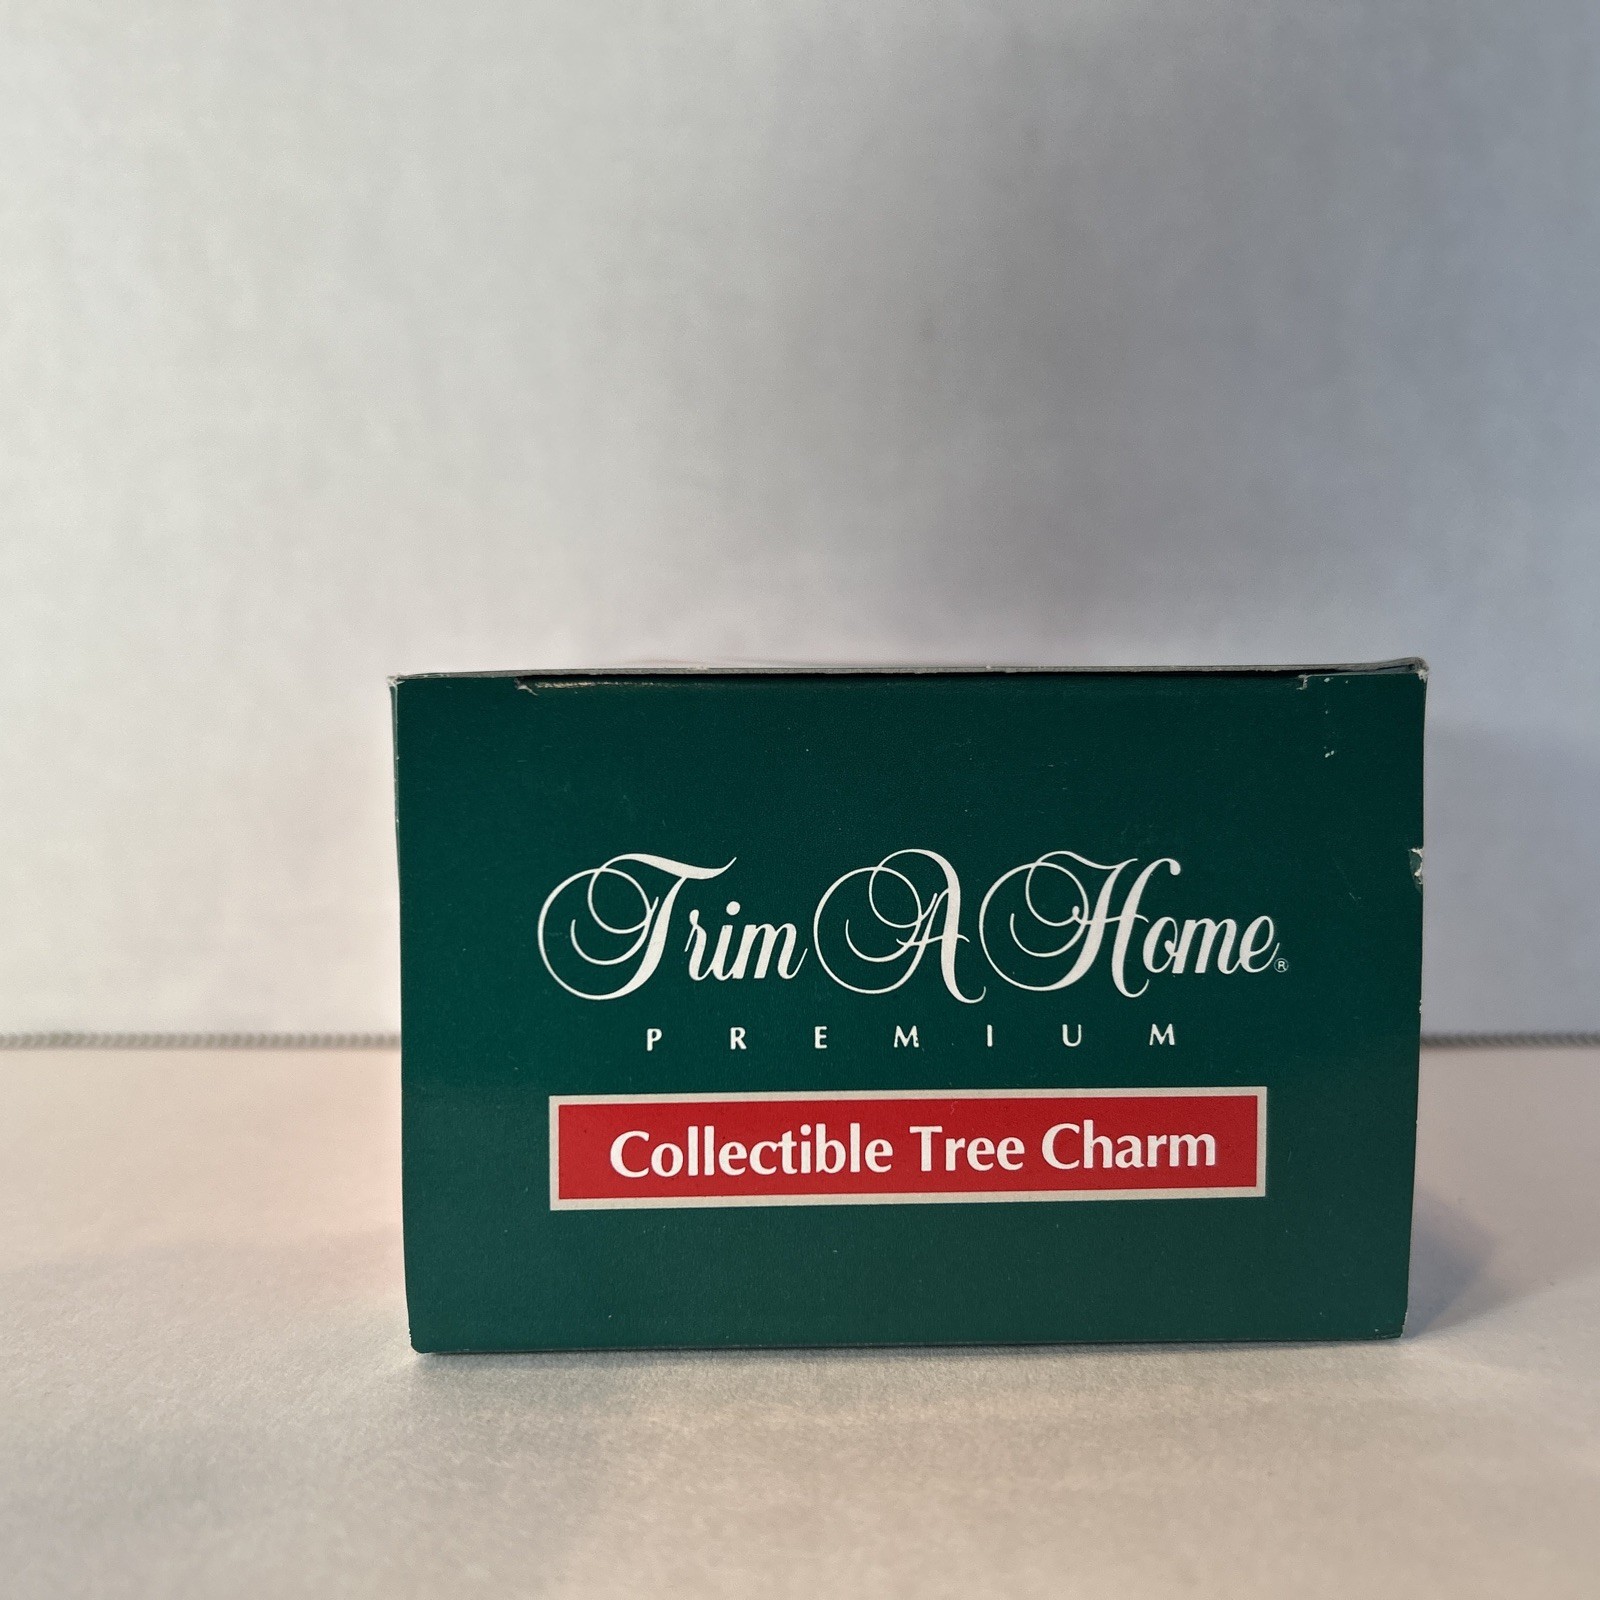 Trim A Home®
PREMIUM
Collectible Tree Charm